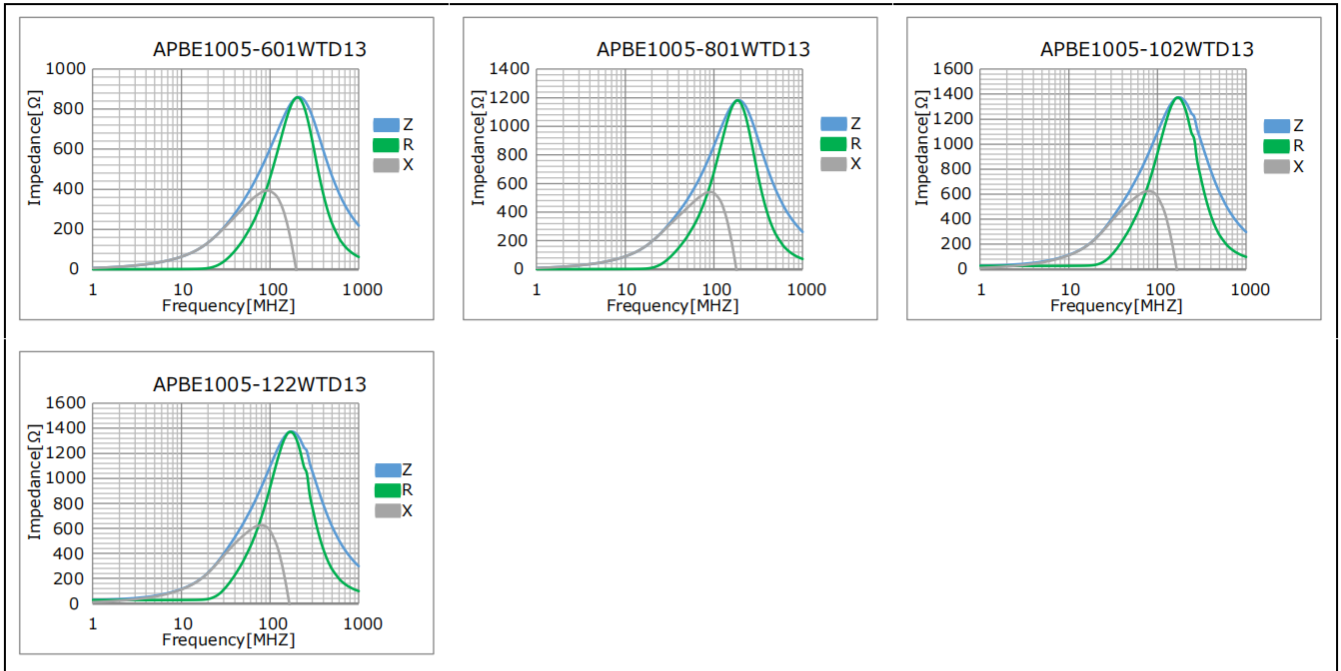 APBE1005-601WTD13
Impedance[Ω]
1000
800
600
400
200
0
1 10 100 1000
Frequency[MHZ]
Z
R
X
APBE1005-801WTD13
Impedance[Ω]
1400
1200
1000
800
600
400
200
0
1 10 100 1000
Frequency[MHZ]
Z
R
X
APBE1005-102WTD13
Impedance[Ω]
1600
1400
1200
1000
800
600
400
200
0
1 10 100 1000
Frequency[MHZ]
Z
R
X
APBE1005-122WTD13
Impedance[Ω]
1600
1400
1200
1000
800
600
400
200
0
1 10 100 1000
Frequency[MHZ]
Z
R
X